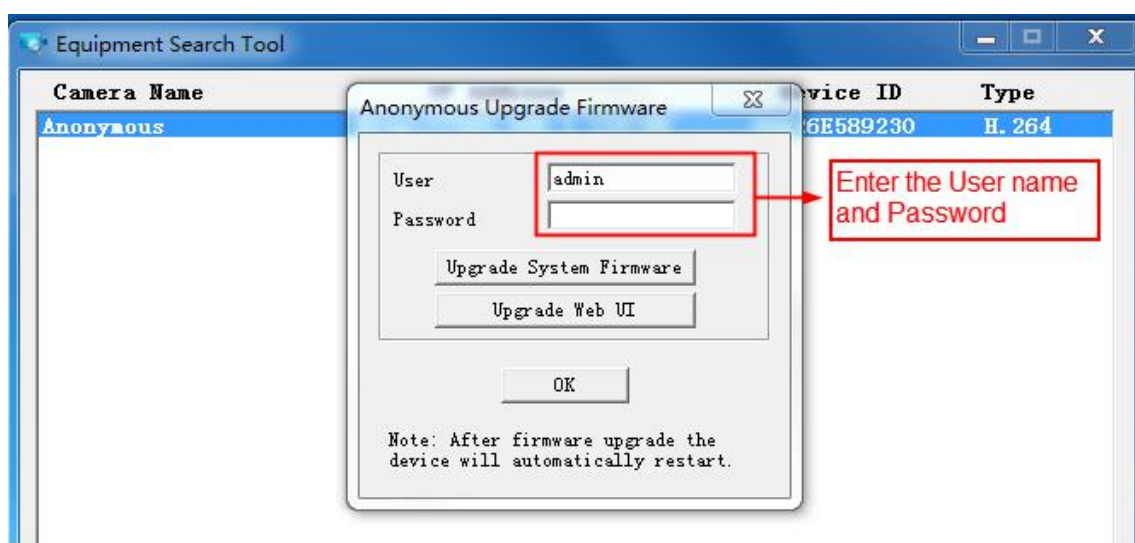 Equipment Search Tool
Camera Name
vice ID
Type
Anonymous
6E589230
H.264
Anonymous Upgrade Firmware
User
admin
Password
Enter the User name
and Password
Upgrade System Firmware
Upgrade Web UI
OK
Note: After firmware upgrade the
device will automatically restart.